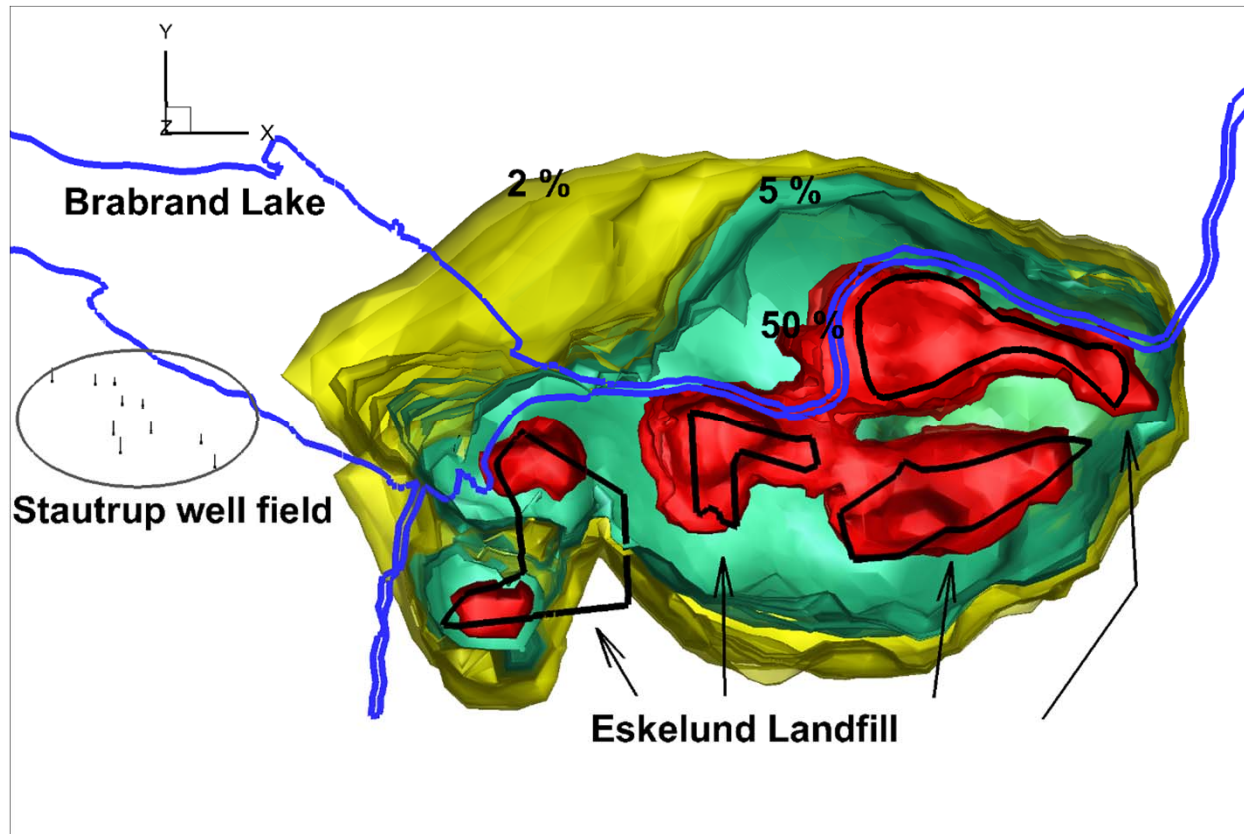 Y
Z
X
Brabrand Lake
2 %
5 %
50 %
Stautrup well field
Eskelund Landfill